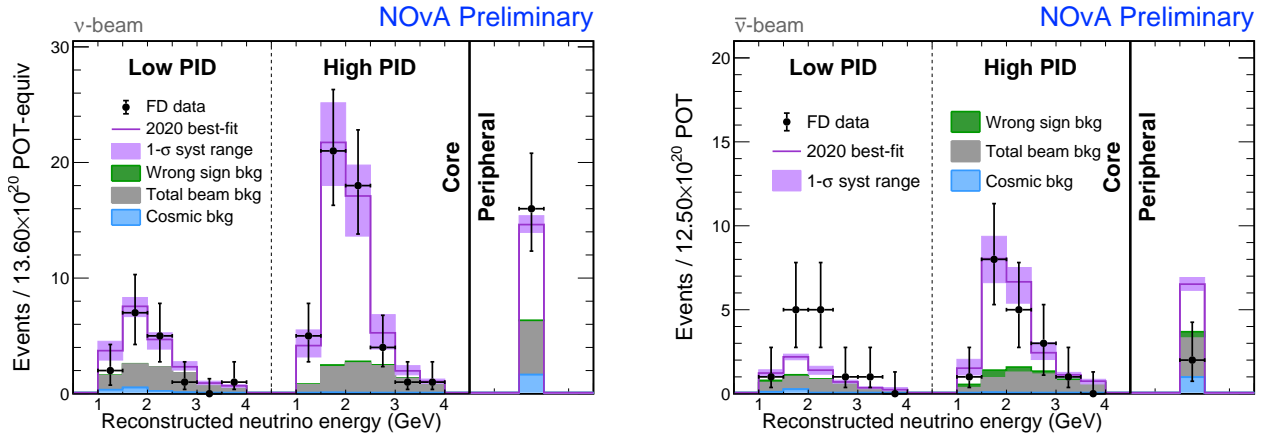 ν-beam
NOvA Preliminary
Events / 13.60×10²⁰ POT-equiv
30
20
10
0
Low PID
High PID
FD data
2020 best-fit
1-σ syst range
Wrong sign bkg
Total beam bkg
Cosmic bkg
Core
Peripheral
1 2 3 4 1 2 3 4
Reconstructed neutrino energy (GeV)
ν̄-beam
NOvA Preliminary
Events / 12.50×10²⁰ POT
20
15
10
5
0
Low PID
High PID
FD data
2020 best-fit
1-σ syst range
Wrong sign bkg
Total beam bkg
Cosmic bkg
Core
Peripheral
1 2 3 4 1 2 3 4
Reconstructed neutrino energy (GeV)